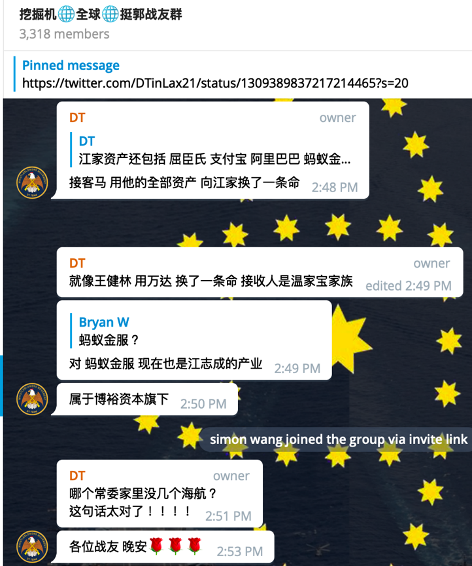 挖掘机🌐全球🌐挺郭战友群
3,318 members
Pinned message
https://twitter.com/DTinLax21/status/1309389837217214465?s=20
DT owner
DT
江家资产还包括 屈臣氏 支付宝 阿里巴巴 蚂蚁金...
接客马 用他的全部资产 向江家换了一条命 2:48 PM
DT owner
就像王健林 用万达 换了一条命 接收人是温家宝家族 edited 2:49 PM
Bryan W
蚂蚁金服？
对 蚂蚁金服 现在也是江志成的产业 2:49 PM
属于博裕资本旗下 2:50 PM
simon wang joined the group via invite link
DT owner
哪个常委家里没几个海航？
这句话太对了！！！！ 2:51 PM
各位战友 晚安🌹🌹🌹 2:53 PM